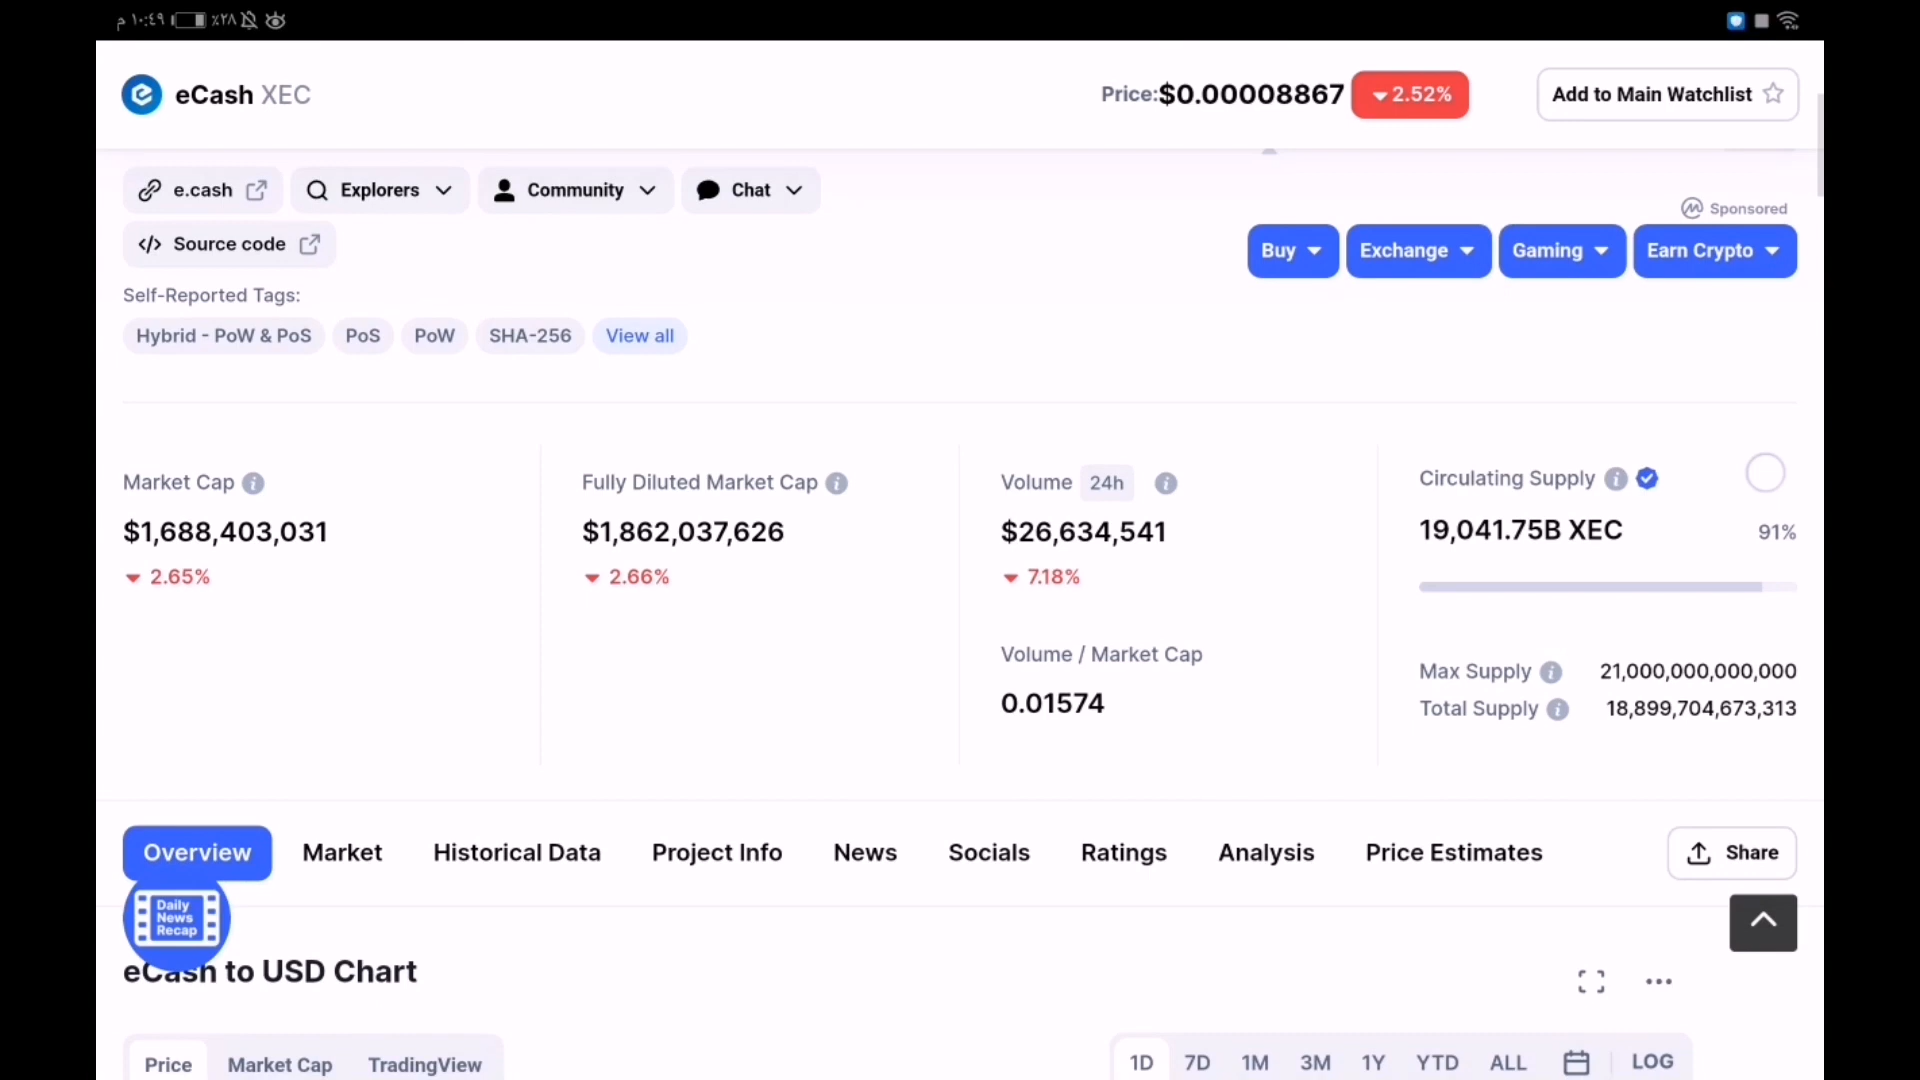 م ١٠:٤٩ ٪٢٨
eCash XEC
Price:$0.00008867 2.52%
Add to Main Watchlist
e.cash Explorers Community Chat
Sponsored
Source code
Buy Exchange Gaming Earn Crypto
Self-Reported Tags:
Hybrid - PoW & PoS PoS PoW SHA-256 View all
Market Cap Fully Diluted Market Cap Volume 24h Circulating Supply
$1,688,403,031 $1,862,037,626 $26,634,541 19,041.75B XEC 91%
2.65% 2.66% 7.18%
Volume / Market Cap
0.01574
Max Supply 21,000,000,000,000
Total Supply 18,899,704,673,313
Overview Market Historical Data Project Info News Socials Ratings Analysis Price Estimates Share
Daily
News
Recap
eCash to USD Chart
Price Market Cap TradingView 1D 7D 1M 3M 1Y YTD ALL LOG